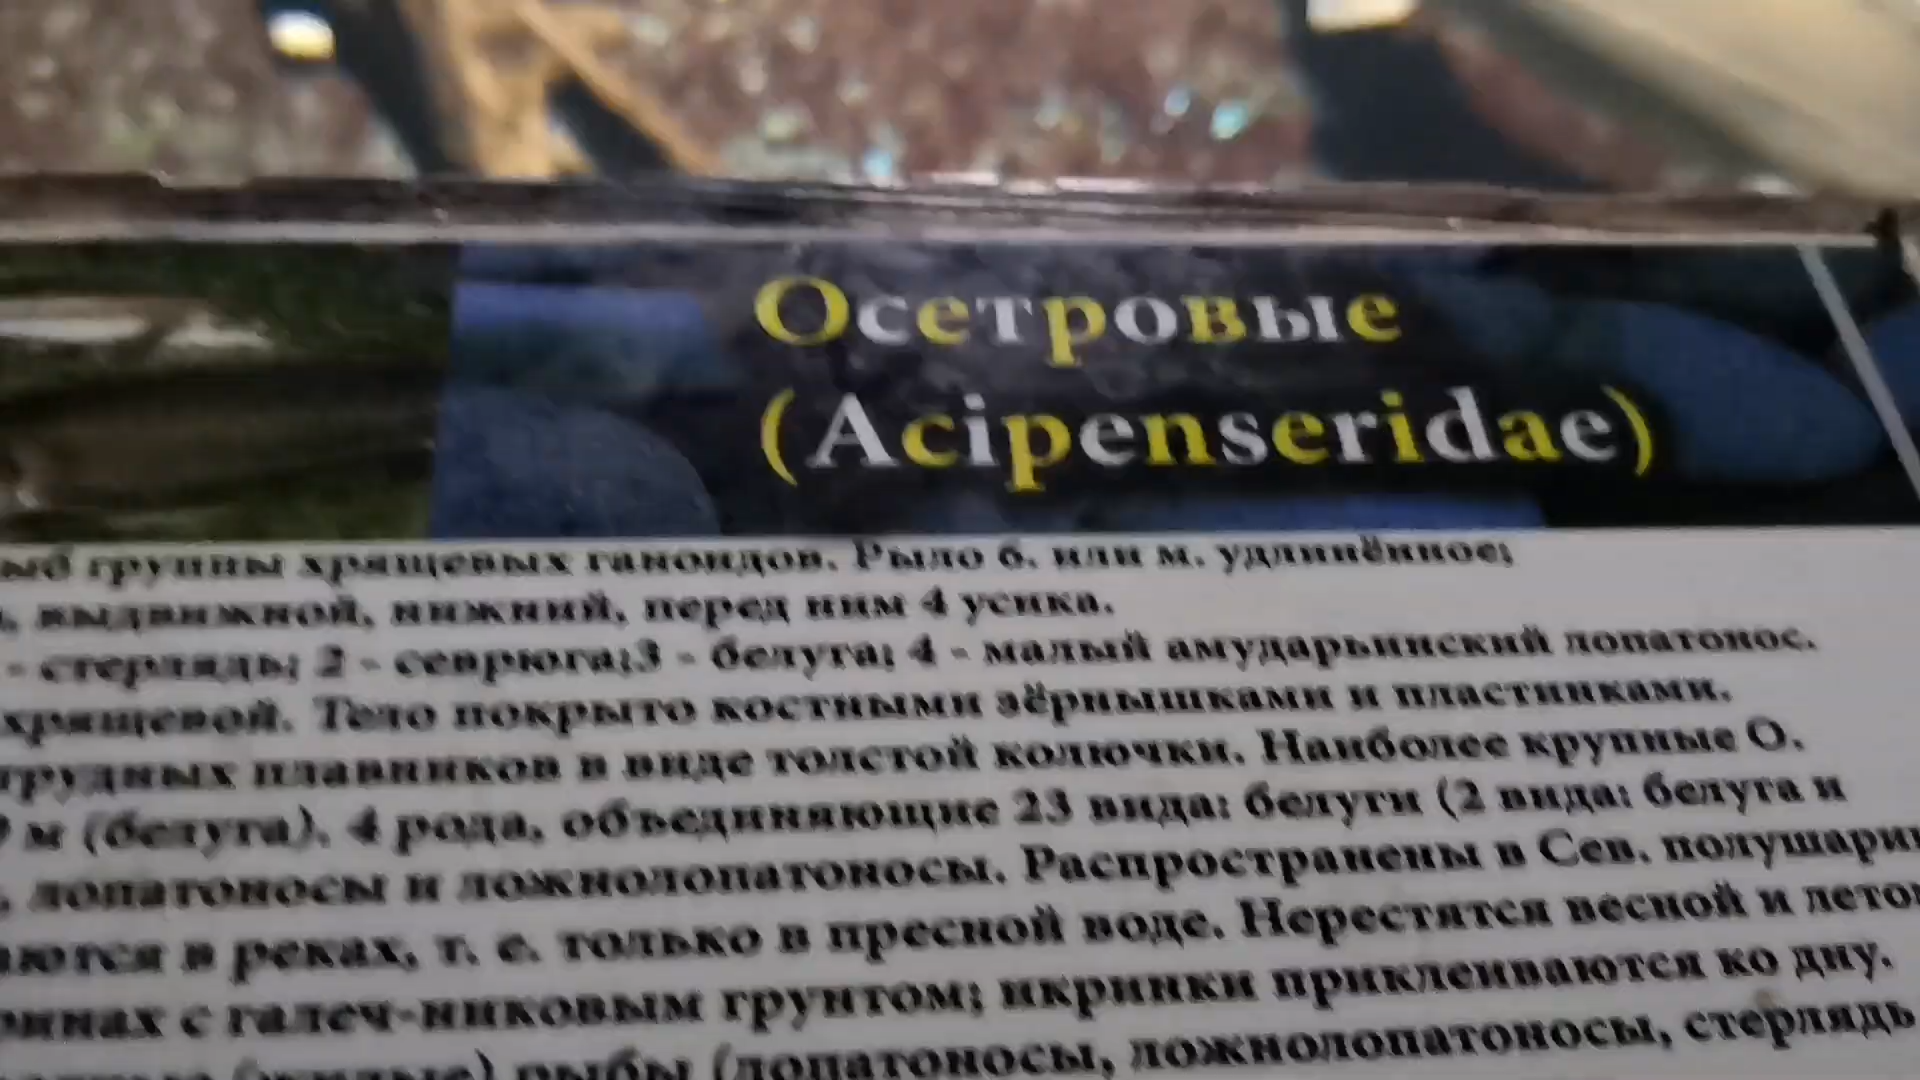 Осетровые
(Acipenseridae)
группы хрящевых ганоидов. Рыло б. или м. удлинённое;
выдвижной, нижний, перед ним 4 усика.
- стерлядь; 2 - севрюга;3 - белуга; 4 - малый амударьинский лопатонос.
хрящевой. Тело покрыто костными зёрнышками и пластинками.
грудных плавников в виде толстой колючки. Наиболее крупные О.
м (белуга). 4 рода, объединяющие 23 вида: белуги (2 вида: белуга и
лопатоносы и ложнолопатоносы. Распространены в Сев. полушарии
в реках, т. е. только в пресной воде. Нерестятся весной и летом
с галеч-никовым грунтом; икринки приклеиваются ко дну.
рыбы (лопатоносы, ложнолопатоносы, стерлядь